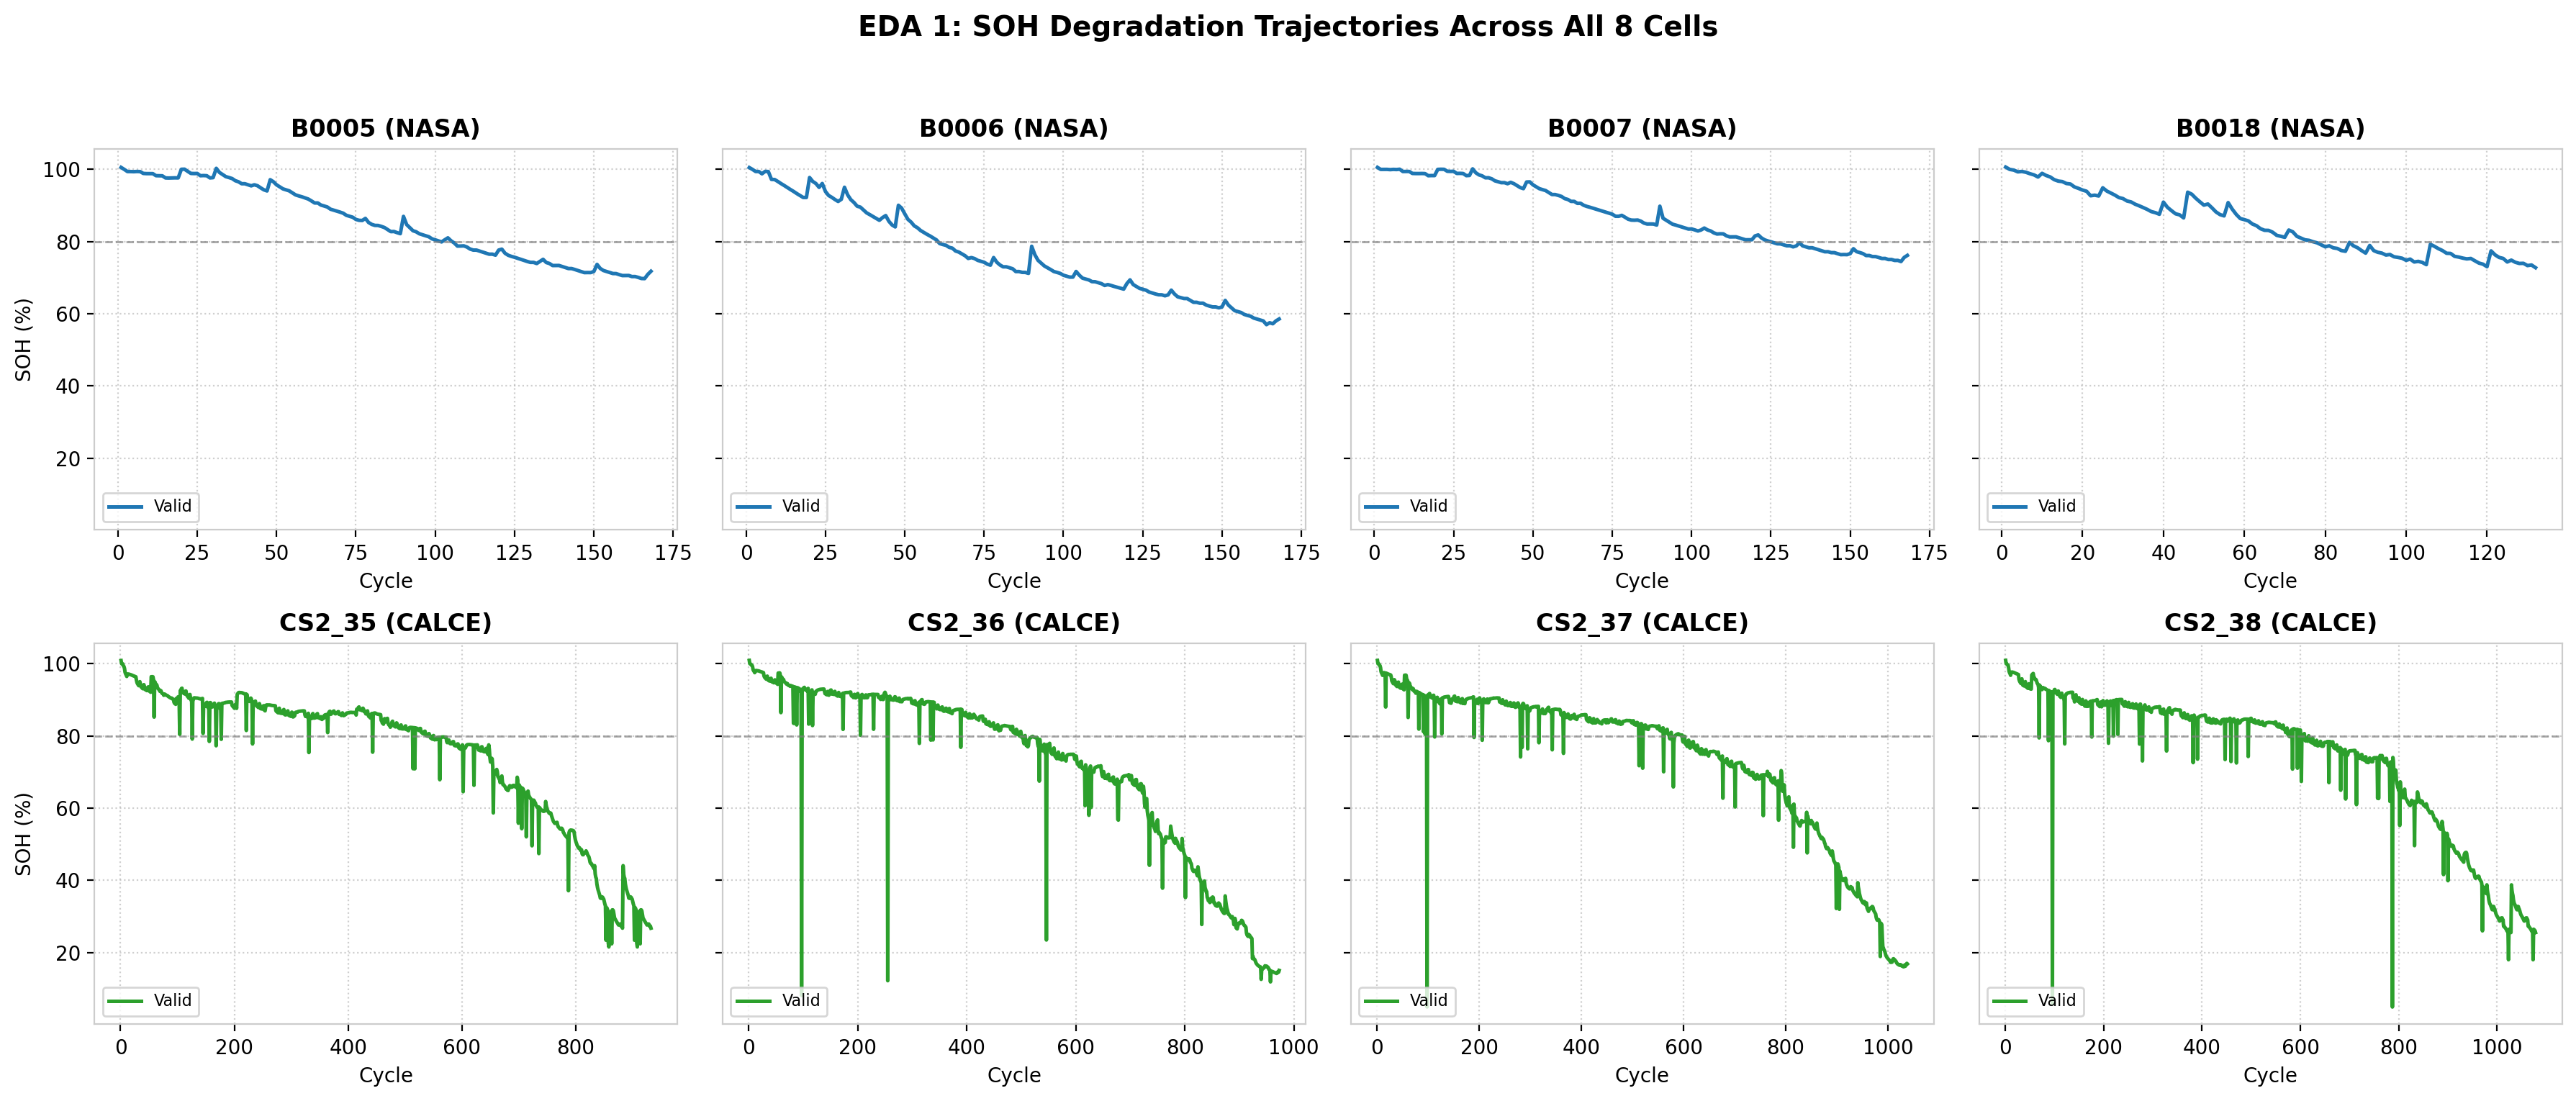 EDA 1: SOH Degradation Trajectories Across All 8 Cells
B0005 (NASA) B0006 (NASA) B0007 (NASA) B0018 (NASA)
100
80
60
40
20
SOH (%)
Valid Valid Valid Valid
0 25 50 75 100 125 150 175 0 25 50 75 100 125 150 175 0 25 50 75 100 125 150 175 0 20 40 60 80 100 120
Cycle Cycle Cycle Cycle
CS2_35 (CALCE) CS2_36 (CALCE) CS2_37 (CALCE) CS2_38 (CALCE)
100
80
60
40
20
SOH (%)
Valid Valid Valid Valid
0 200 400 600 800 0 200 400 600 800 1000 0 200 400 600 800 1000 0 200 400 600 800 1000
Cycle Cycle Cycle Cycle